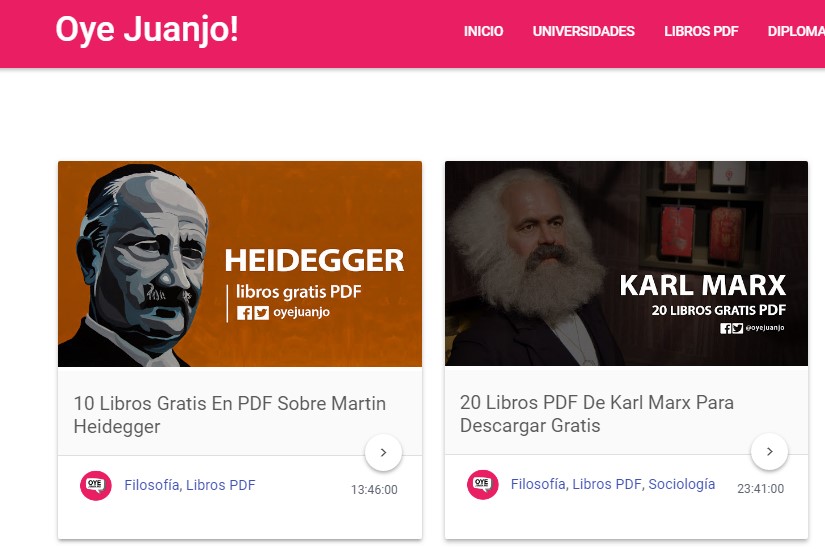 Oye Juanjo!
INICIO UNIVERSIDADES LIBROS PDF DIPLOMA
HEIDEGGER
libros gratis PDF
oyejuanjo
KARL MARX
20 LIBROS GRATIS PDF
@oyejuanjo
10 Libros Gratis En PDF Sobre Martin
Heidegger
20 Libros PDF De Karl Marx Para
Descargar Gratis
OYE
Filosofía, Libros PDF
13:46:00
OYE
Filosofía, Libros PDF, Sociología
23:41:00